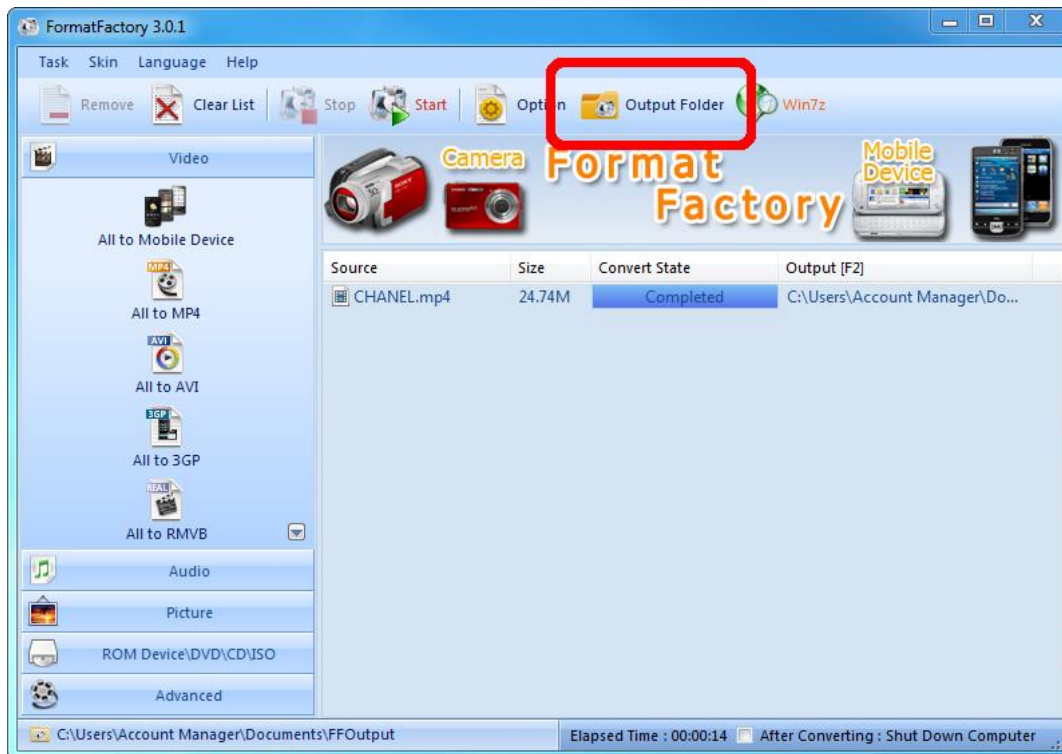 FormatFactory 3.0.1
Task Skin Language Help
Remove Clear List Stop Start Option Output Folder Win7z
Video
All to Mobile Device
MP4
All to MP4
AVI
All to AVI
3GP
All to 3GP
REAL
All to RMVB
Audio
Picture
ROM Device\DVD\CD\ISO
Advanced
Camera
Format
Factory
Mobile
Device
Source Size Convert State Output [F2]
CHANEL.mp4 24.74M Completed C:\Users\Account Manager\Do...
C:\Users\Account Manager\Documents\FFOutput
Elapsed Time : 00:00:14 After Converting : Shut Down Computer